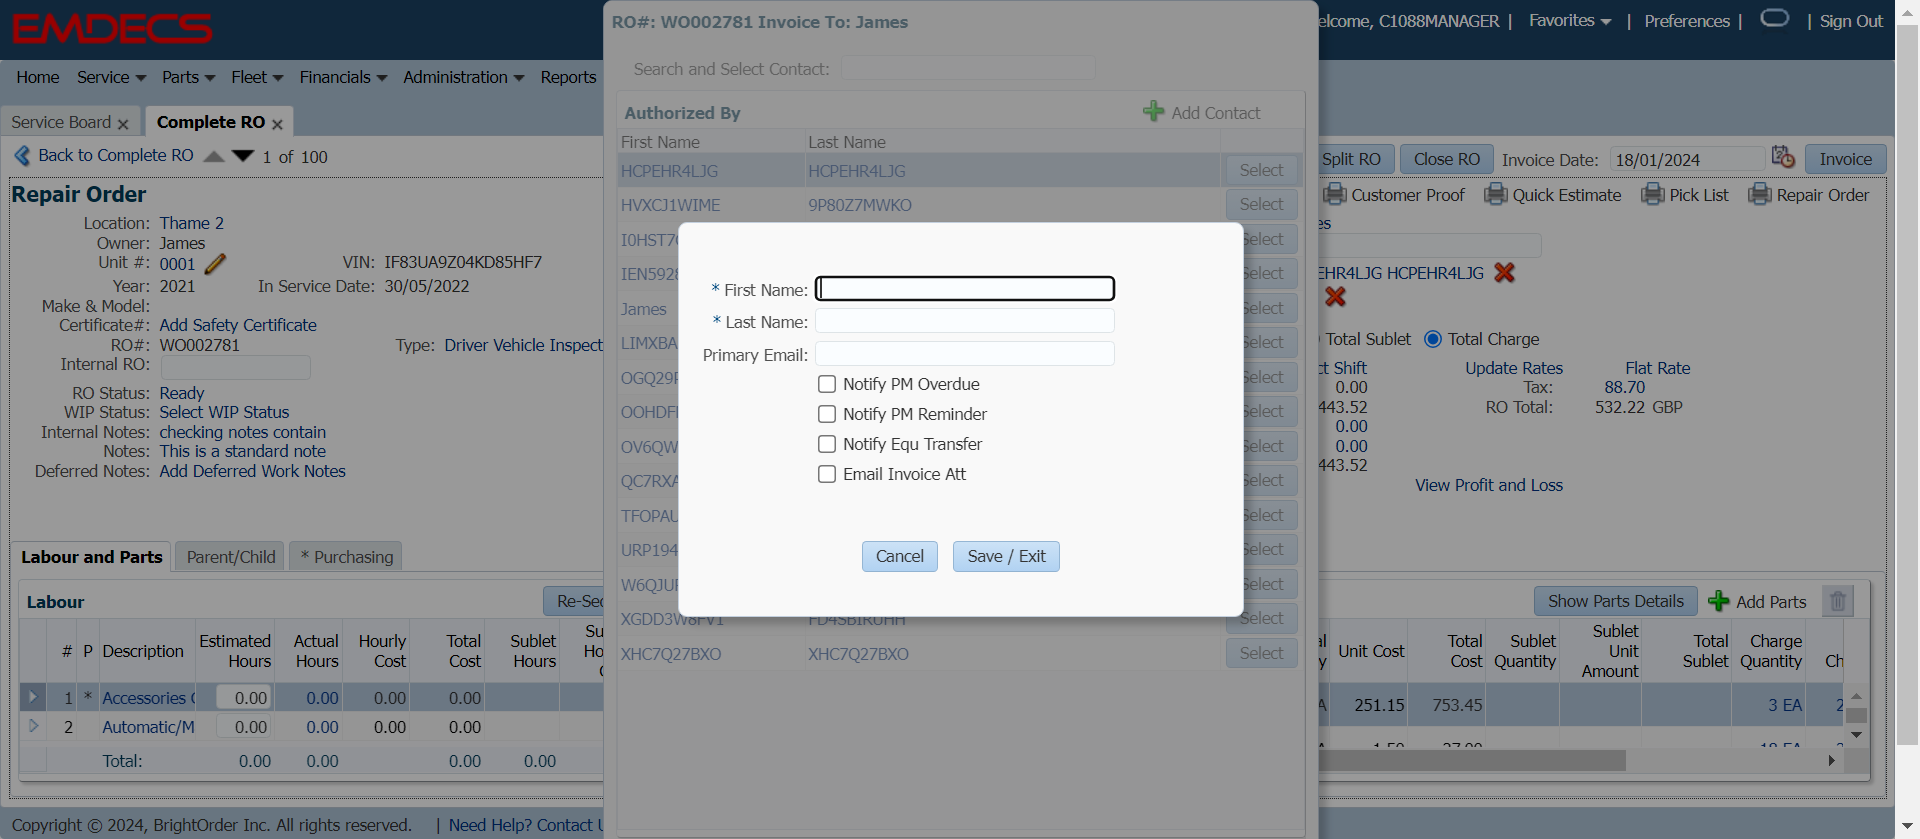 EMDECS
RO#: WO002781 Invoice To: James
elcome, C1088MANAGER | Favorites | Preferences | | Sign Out
Home Service Parts Fleet Financials Administration Reports
Search and Select Contact:
Service Board Complete RO
Authorized By Add Contact
First Name Last Name
Back to Complete RO 1 of 100
Split RO Close RO Invoice Date: 18/01/2024 Invoice
HCPEHR4LJG HCPEHR4LJG Select
Repair Order
Customer Proof Quick Estimate Pick List Repair Order
HVXCJ1WIME 9P80Z7MWKO Select
Location: Thame 2
Owner: James
Unit #: 0001 VIN: IF83UA9Z04KD85HF7
Year: 2021 In Service Date: 30/05/2022
Make & Model:
Certificate#: Add Safety Certificate
RO#: WO002781 Type: Driver Vehicle Inspect
Internal RO:
RO Status: Ready
WIP Status: Select WIP Status
Internal Notes: checking notes contain
Notes: This is a standard note
Deferred Notes: Add Deferred Work Notes
I0HST7 Select
IEN5928 Select
James Select
LIMXBA Select
OGQ29 Select
OOHDF Select
OV6QW Select
QC7RXA Select
TFOPAU Select
URP194 Select
W6QJU Select
XGDD3W8FV1 FD4SBIRUHH Select
XHC7Q27BXO XHC7Q27BXO Select
* First Name:
* Last Name:
Primary Email:
Notify PM Overdue
Notify PM Reminder
Notify Equ Transfer
Email Invoice Att
Cancel Save / Exit
es
EHR4LJG HCPEHR4LJG
Total Sublet Total Charge
ct Shift Update Rates Flat Rate
0.00 Tax: 88.70
443.52 RO Total: 532.22 GBP
0.00
0.00
443.52
View Profit and Loss
Labour and Parts Parent/Child * Purchasing
Labour Re-Sec
Show Parts Details Add Parts
# P Description Estimated Hours Actual Hours Hourly Cost Total Cost Sublet Hours Su Ho
1 * Accessories 0.00 0.00 0.00 0.00
2 Automatic/M 0.00 0.00 0.00 0.00
Total: 0.00 0.00 0.00 0.00
Unit Cost Total Cost Sublet Quantity Sublet Unit Amount Total Sublet Charge Quantity Ch
A 251.15 753.45 3 EA 2
Copyright © 2024, BrightOrder Inc. All rights reserved. | Need Help? Contact U